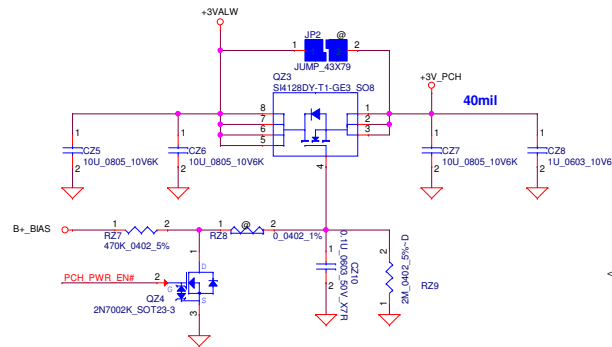 +3VALW
JP2 @
1 2
JUMP_43X79
QZ3
SI4128DY-T1-GE3_SO8
+3V_PCH
40mil
8 1
7 2
6 3
5
4
1
CZ5
10U_0805_10V6K
2
1
CZ6
10U_0805_10V6K
2
1
CZ7
10U_0805_10V6K
2
1
CZ8
1U_0603_10V6
2
B+_BIAS
1 2
RZ7
470K_0402_5%
1 @ 2
RZ8
0_0402_1%
1
D
PCH_PWR_EN#
2
G
S
3
QZ4
2N7002K_SOT23-3
1
CZ10
0.1U_0603_50V_X7R
2
2
RZ9
2M_0402_5%~D
1
<